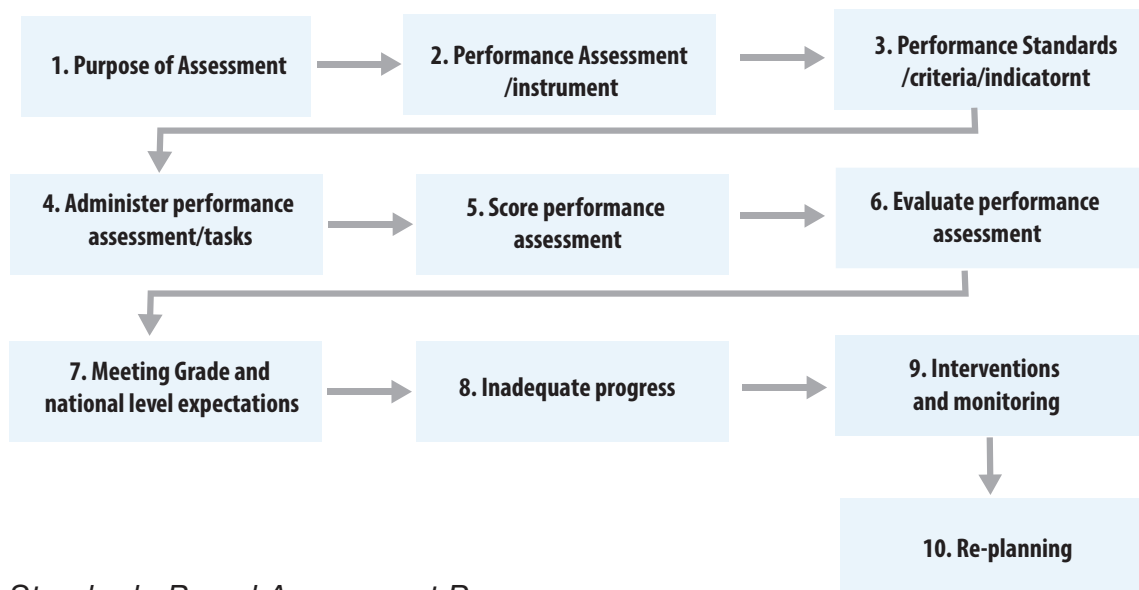 1. Purpose of Assessment
2. Performance Assessment
/instrument
3. Performance Standards
/criteria/indicatornt
4. Administer performance
assessment/tasks
5. Score performance
assessment
6. Evaluate performance
assessment
7. Meeting Grade and
national level expectations
8. Inadequate progress
9. Interventions
and monitoring
10. Re-planning